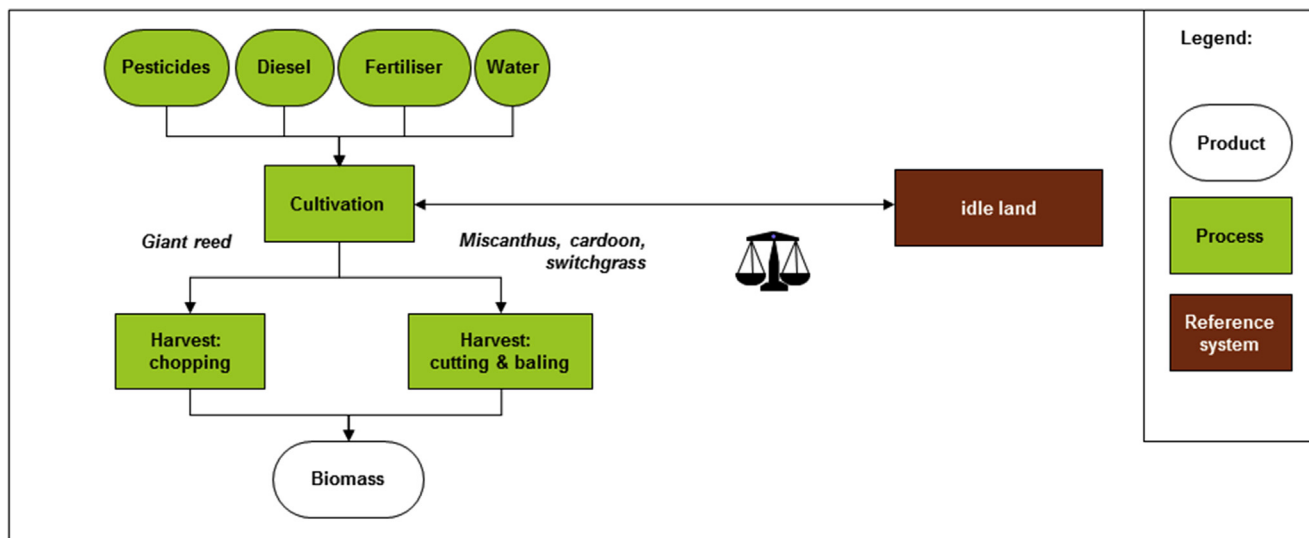 Pesticides
Diesel
Fertiliser
Water
Cultivation
idle land
Giant reed
Miscanthus, cardoon,
switchgrass
Harvest:
chopping
Harvest:
cutting & baling
Biomass
Legend:
Product
Process
Reference
system